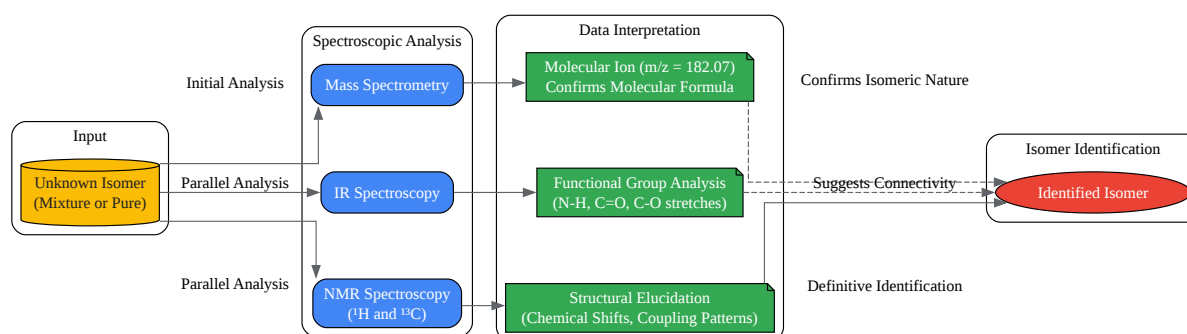 Input
Unknown Isomer
(Mixture or Pure)
Initial Analysis
Parallel Analysis
Parallel Analysis
Spectroscopic Analysis
Mass Spectrometry
IR Spectroscopy
NMR Spectroscopy
(¹H and ¹³C)
Data Interpretation
Molecular Ion (m/z = 182.07)
Confirms Molecular Formula
Functional Group Analysis
(N-H, C=O, C-O stretches)
Structural Elucidation
(Chemical Shifts, Coupling Patterns)
Confirms Isomeric Nature
Suggests Connectivity
Definitive Identification
Isomer Identification
Identified Isomer